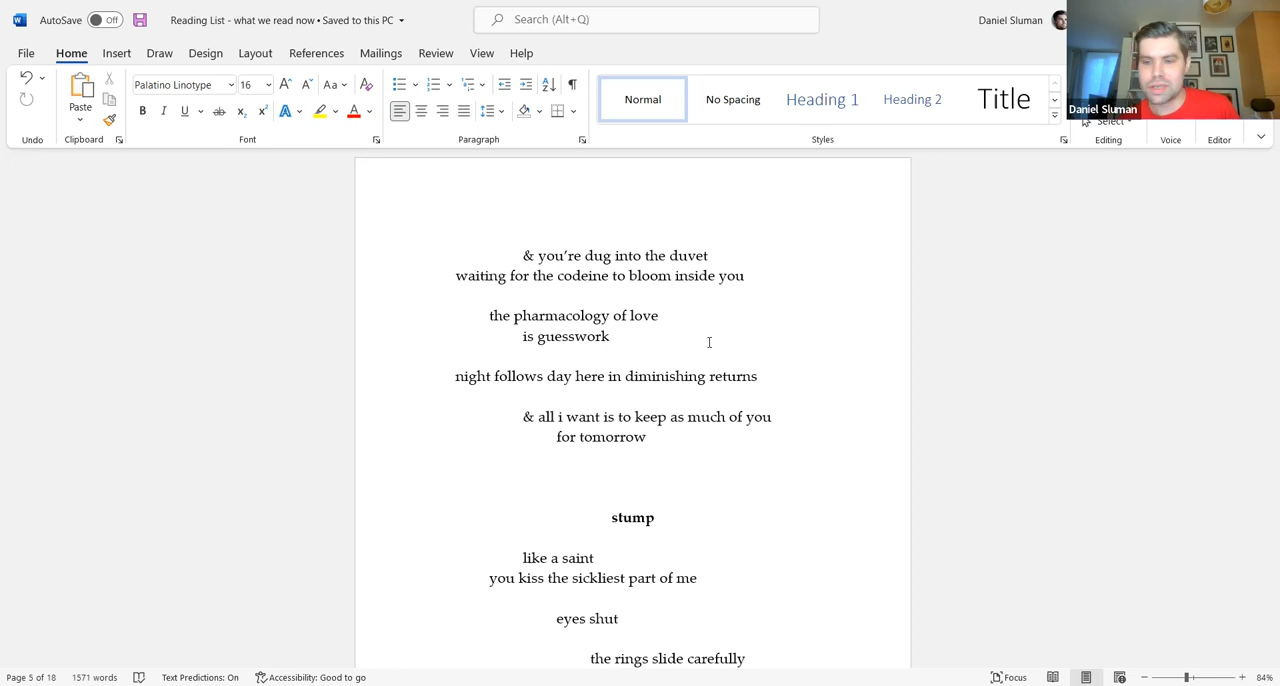 AutoSave Off Reading List - what we read now • Saved to this PC Search (Alt+Q) Daniel Sluman
File Home Insert Draw Design Layout References Mailings Review View Help
Palatino Linotype 16 Aa
Paste
Normal No Spacing Heading 1 Heading 2 Title
Daniel Sluman
Select
Undo Clipboard Font Paragraph Styles Editing Voice Editor
& you're dug into the duvet
waiting for the codeine to bloom inside you
the pharmacology of love
is guesswork
night follows day here in diminishing returns
& all i want is to keep as much of you
for tomorrow
stump
like a saint
you kiss the sickliest part of me
eyes shut
the rings slide carefully
Page 5 of 18 1571 words Text Predictions: On Accessibility: Good to go Focus 84%